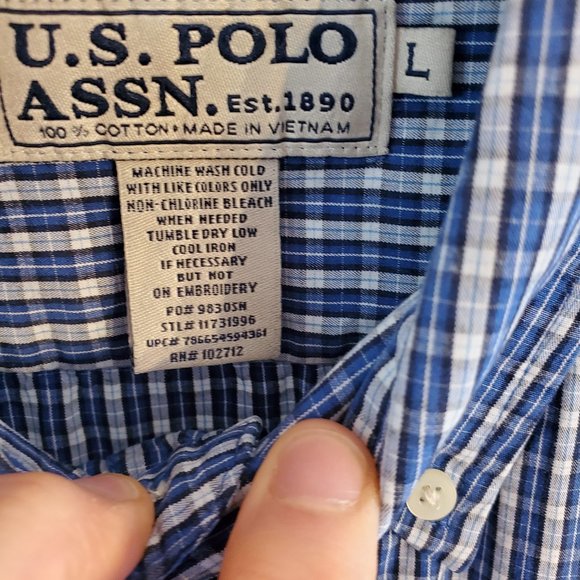 U.S. POLO
ASSN. Est.1890
100 % COTTON • MADE IN VIETNAM
L
MACHINE WASH COLD
WITH LIKE COLORS ONLY
NON-CHLORINE BLEACH
WHEN NEEDED
TUMBLE DRY LOW
COOL IRON
IF NECESSARY
BUT NOT
ON EMBROIDERY
PO# 9830SH
STL# 11731996
UPC# 786654594361
RN# 102712